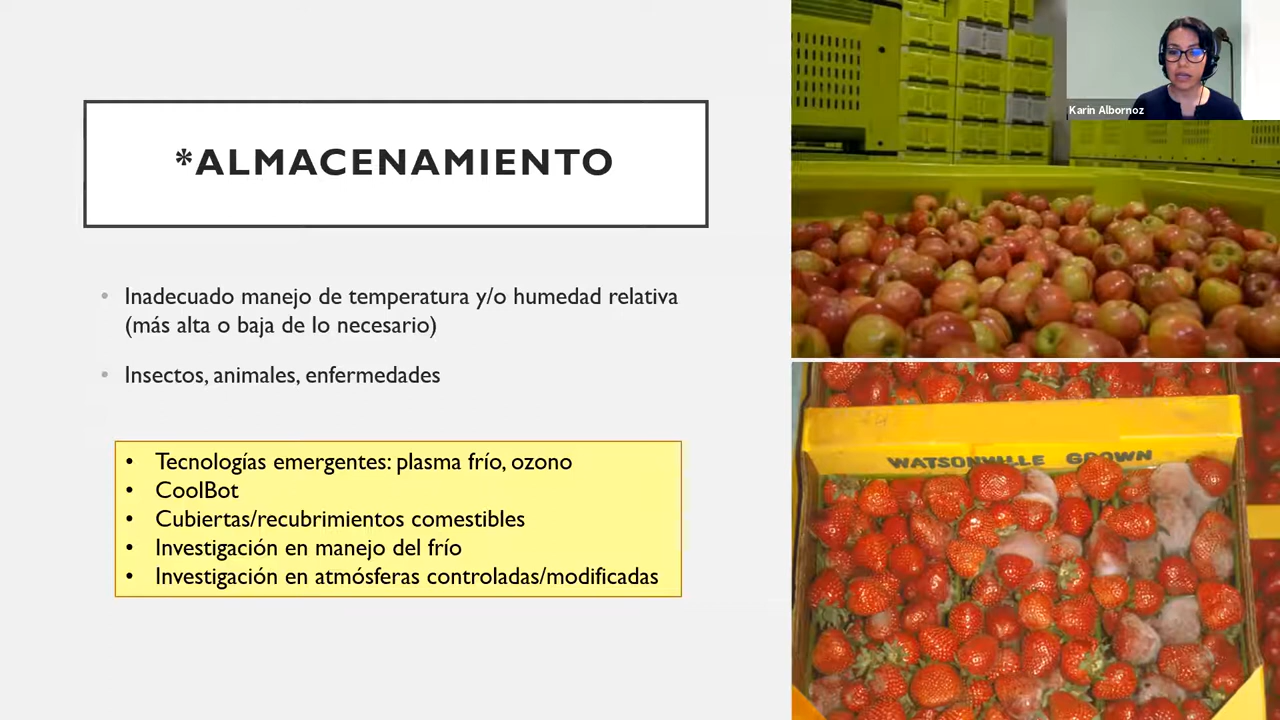 *ALMACENAMIENTO
• Inadecuado manejo de temperatura y/o humedad relativa
(más alta o baja de lo necesario)
• Insectos, animales, enfermedades
• Tecnologías emergentes: plasma frío, ozono
• CoolBot
• Cubiertas/recubrimientos comestibles
• Investigación en manejo del frío
• Investigación en atmósferas controladas/modificadas
Karin Albornoz
WATSONVILLE GROWN